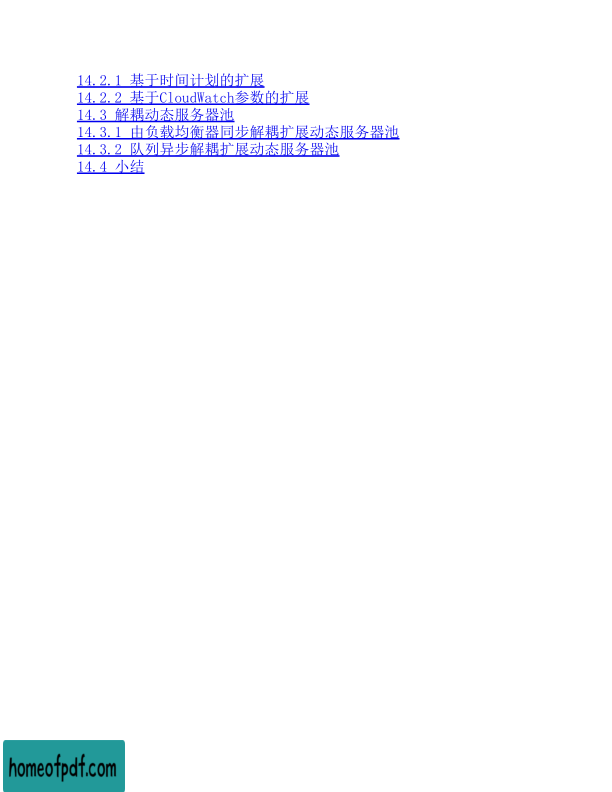 14.2.1 基于时间计划的扩展
14.2.2 基于CloudWatch参数的扩展
14.3 解耦动态服务器池
14.3.1 由负载均衡器同步解耦扩展动态服务器池
14.3.2 队列异步解耦扩展动态服务器池
14.4 小结
homeofpdf.com